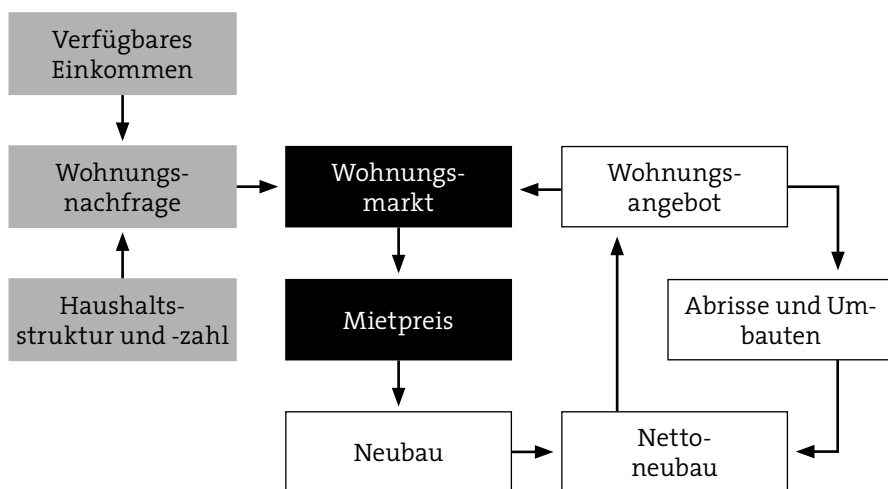 Verfügbares
Einkommen
Wohnungs-
nachfrage
Wohnungs-
markt
Wohnungs-
angebot
Haushalts-
struktur und -zahl
Mietpreis
Abrisse und Um-
bauten
Neubau
Netto-
neubau